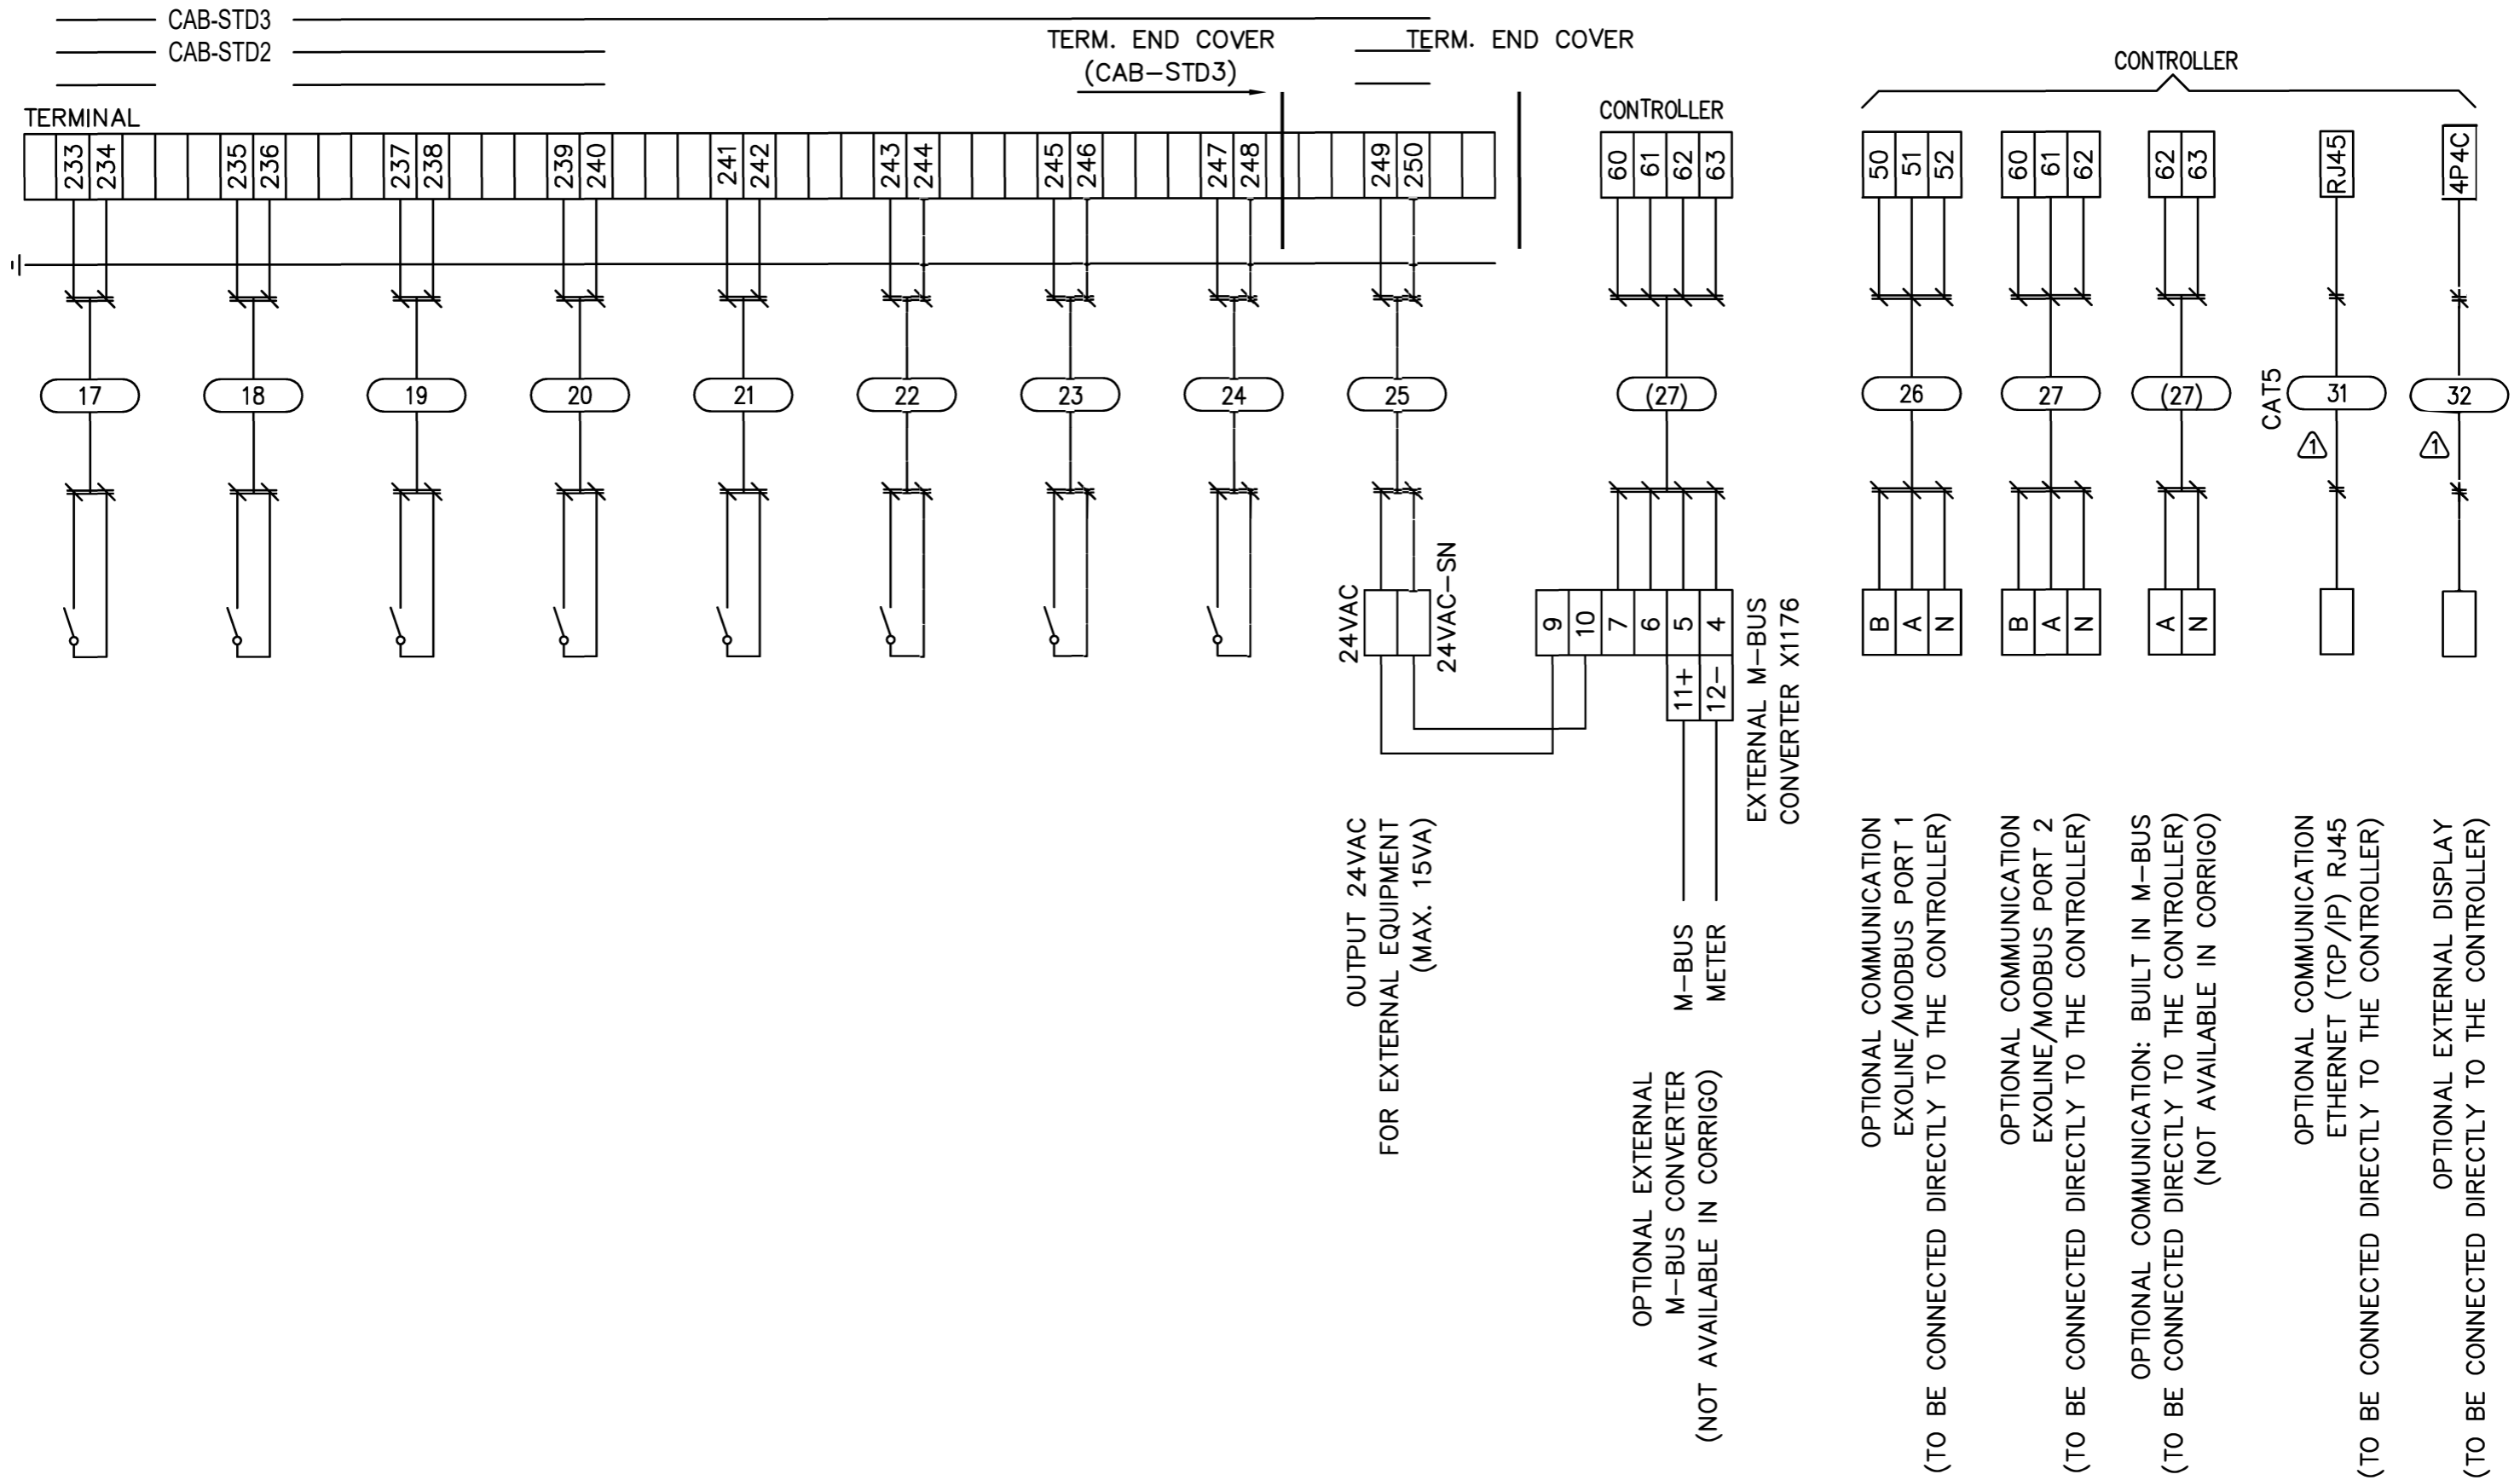 CAB-STD3
CAB-STD2
TERM. END COVER
(CAB-STD3)
TERM. END COVER
CONTROLLER
TERMINAL
CONTROLLER
233
234
235
236
237
238
239
240
241
242
243
244
245
246
247
248
249
250
60
61
62
63
50
51
52
60
61
62
62
63
RJ45
4P4C
17
18
19
20
21
22
23
24
25
(27)
26
27
(27)
CAT5
31
32
1
1
24VAC
24VAC-SN
9
10
7
6
5
4
11+
12-
EXTERNAL M-BUS
CONVERTER X1176
B
A
N
B
A
N
A
N
OUTPUT 24VAC
FOR EXTERNAL EQUIPMENT
(MAX. 15VA)
M-BUS
METER
OPTIONAL EXTERNAL
M-BUS CONVERTER
(NOT AVAILABLE IN CORRIGO)
OPTIONAL COMMUNICATION
EXOLINE/MODBUS PORT 1
(TO BE CONNECTED DIRECTLY TO THE CONTROLLER)
OPTIONAL COMMUNICATION
EXOLINE/MODBUS PORT 2
(TO BE CONNECTED DIRECTLY TO THE CONTROLLER)
OPTIONAL COMMUNICATION: BUILT IN M-BUS
(TO BE CONNECTED DIRECTLY TO THE CONTROLLER)
(NOT AVAILABLE IN CORRIGO)
OPTIONAL COMMUNICATION
ETHERNET (TCP/IP) RJ45
(TO BE CONNECTED DIRECTLY TO THE CONTROLLER)
OPTIONAL EXTERNAL DISPLAY
(TO BE CONNECTED DIRECTLY TO THE CONTROLLER)